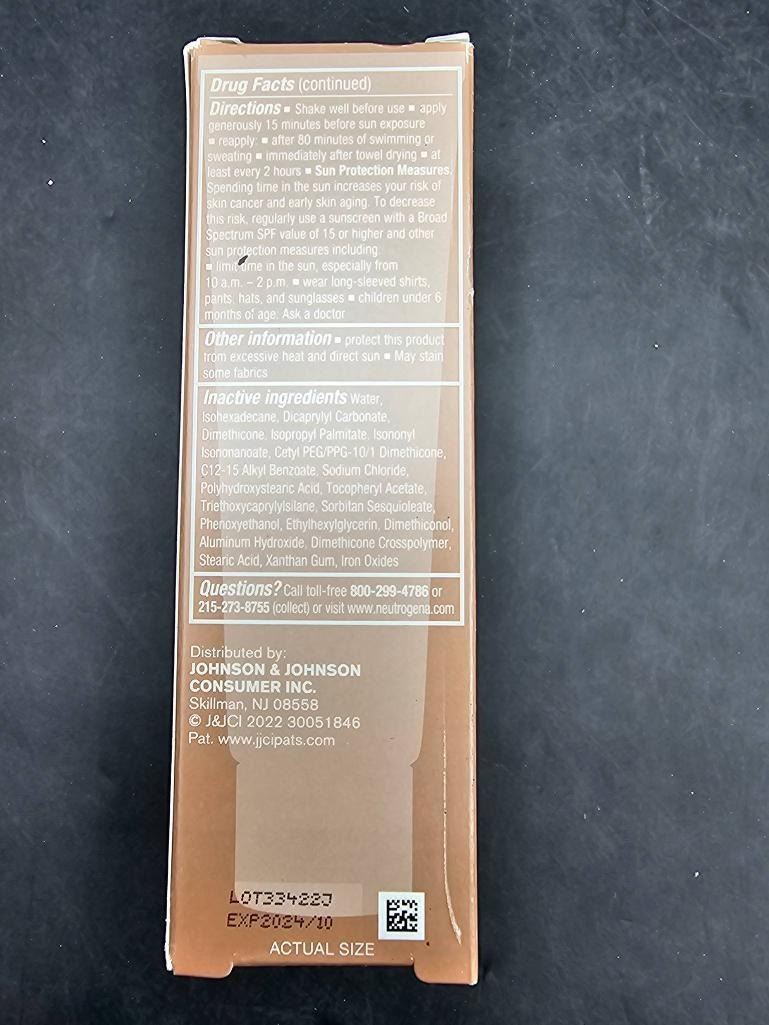 Drug Facts (continued)
Directions ▪ Shake well before use ▪ apply
generously 15 minutes before sun exposure
▪ reapply: ▪ after 80 minutes of swimming or
sweating ▪ immediately after towel drying ▪ at
least every 2 hours ▪ Sun Protection Measures.
Spending time in the sun increases your risk of
skin cancer and early skin aging. To decrease
this risk, regularly use a sunscreen with a Broad
Spectrum SPF value of 15 or higher and other
sun protection measures including:
▪ limit time in the sun, especially from
10 a.m. – 2 p.m. ▪ wear long-sleeved shirts,
pants, hats, and sunglasses ▪ children under 6
months of age: Ask a doctor
Other information ▪ protect this product
from excessive heat and direct sun ▪ May stain
some fabrics
Inactive ingredients Water,
Isohexadecane, Dicaprylyl Carbonate,
Dimethicone, Isopropyl Palmitate, Isononyl
Isononanoate, Cetyl PEG/PPG-10/1 Dimethicone,
C12-15 Alkyl Benzoate, Sodium Chloride,
Polyhydroxystearic Acid, Tocopheryl Acetate,
Triethoxycaprylylsilane, Sorbitan Sesquioleate,
Phenoxyethanol, Ethylhexylglycerin, Dimethiconol,
Aluminum Hydroxide, Dimethicone Crosspolymer,
Stearic Acid, Xanthan Gum, Iron Oxides
Questions? Call toll-free 800-299-4786 or
215-273-8755 (collect) or visit www.neutrogena.com
Distributed by:
JOHNSON & JOHNSON
CONSUMER INC.
Skillman, NJ 08558
© J&JCI 2022 30051846
Pat. www.jjcipats.com
LOT33422J
EXP2024/10
ACTUAL SIZE